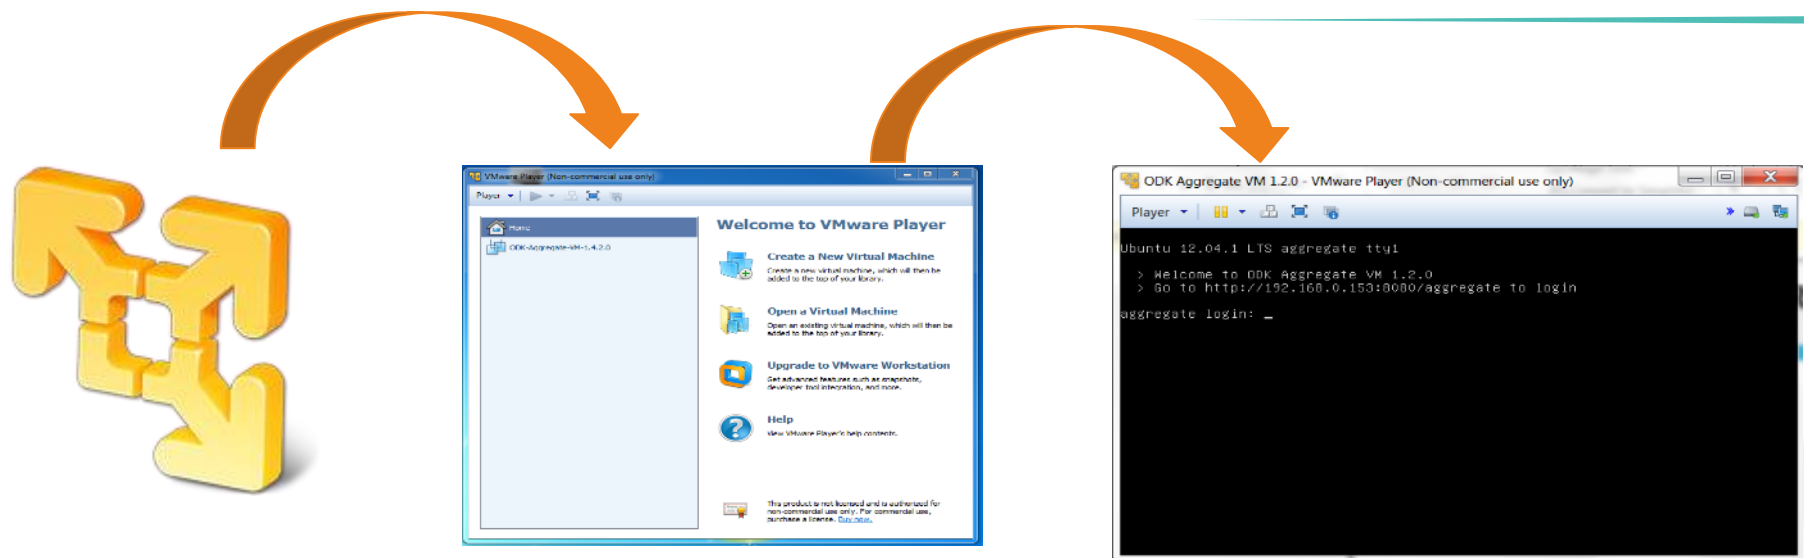 VMware Player (Non-commercial use only)
Player
Home
ODK-Aggregate-VM-1.4.2.0
Welcome to VMware Player
Create a New Virtual Machine
Create a new virtual machine, which will then be
added to the top of your library.
Open a Virtual Machine
Open an existing virtual machine, which will then be
added to the top of your library.
Upgrade to VMware Workstation
Get advanced features such as snapshots,
developer tool integration, and more.
Help
View VMware Player's help contents.
This product is not licensed and is authorized for
non-commercial use only. For commercial use,
purchase a license. Buy now.
ODK Aggregate VM 1.2.0 - VMware Player (Non-commercial use only)
Player
Ubuntu 12.04.1 LTS aggregate tty1
> Welcome to ODK Aggregate VM 1.2.0
> Go to http://192.168.0.153:8080/aggregate to login
aggregate login: _